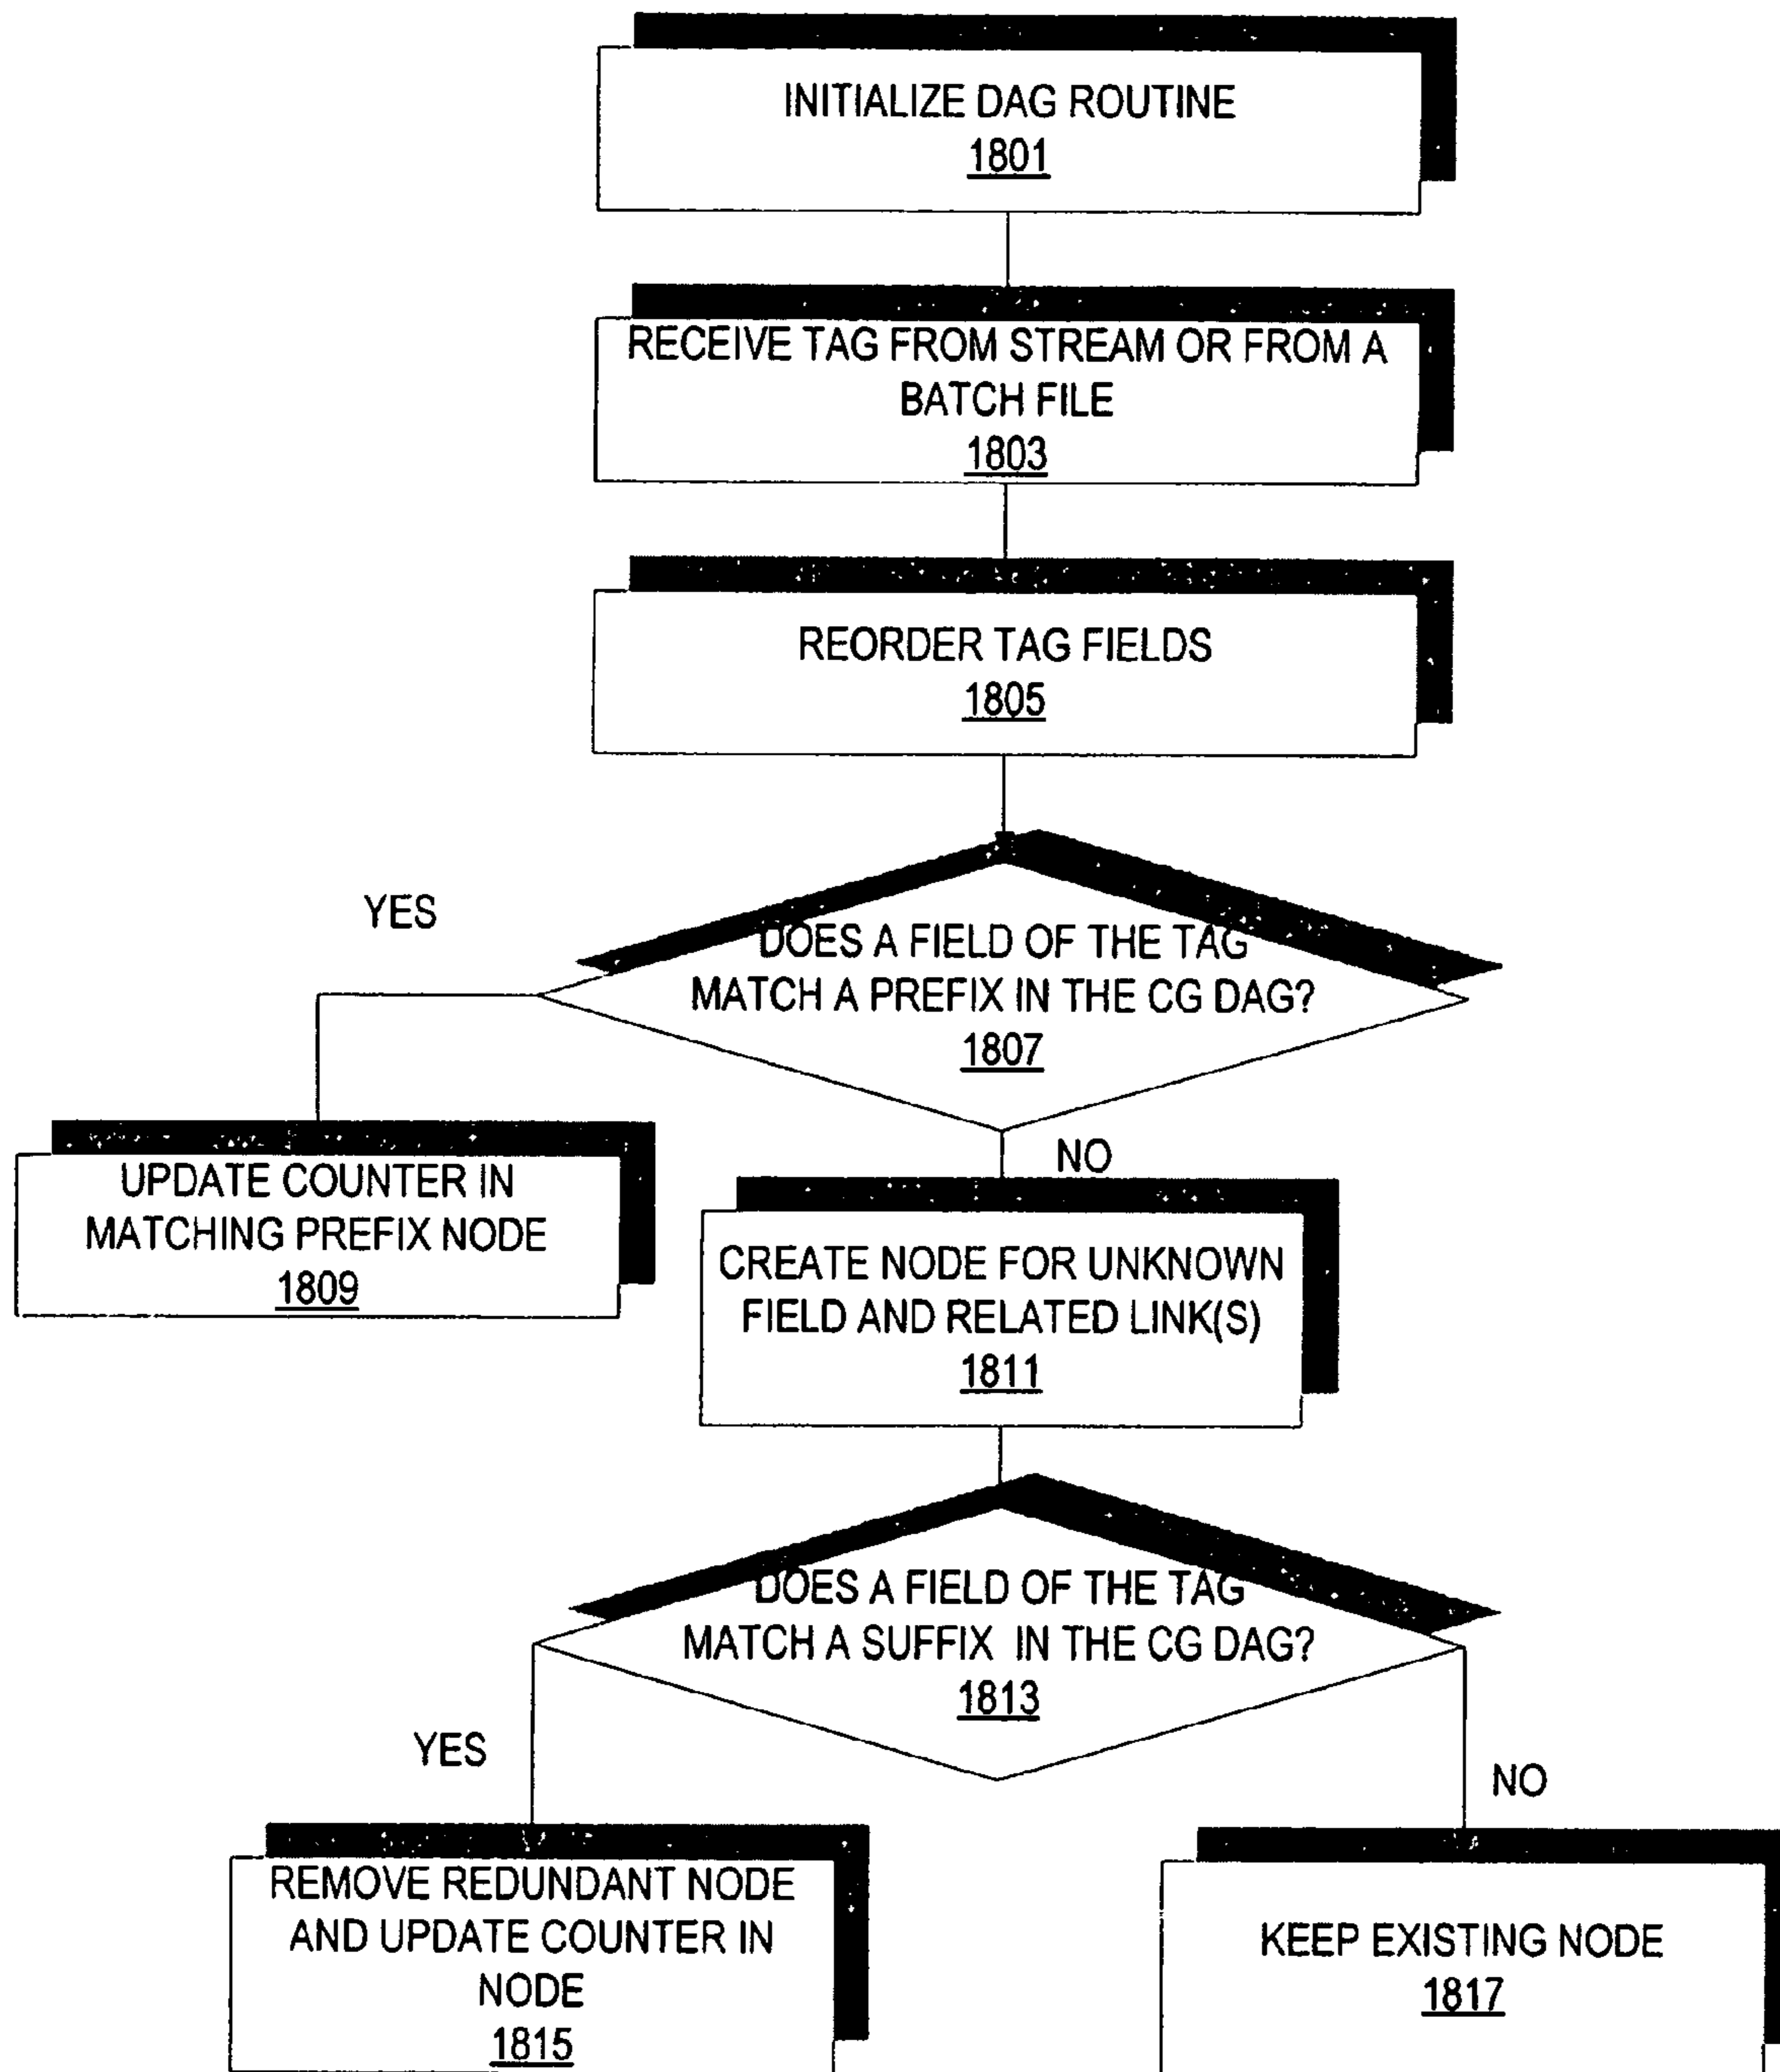 INITIALIZE DAG ROUTINE
1801
RECEIVE TAG FROM STREAM OR FROM A
BATCH FILE
1803
REORDER TAG FIELDS
1805
YES
DOES A FIELD OF THE TAG
MATCH A PREFIX IN THE CG DAG?
1807
NO
UPDATE COUNTER IN
MATCHING PREFIX NODE
1809
CREATE NODE FOR UNKNOWN
FIELD AND RELATED LINK(S)
1811
DOES A FIELD OF THE TAG
MATCH A SUFFIX IN THE CG DAG?
1813
YES
NO
REMOVE REDUNDANT NODE
AND UPDATE COUNTER IN
NODE
1815
KEEP EXISTING NODE
1817